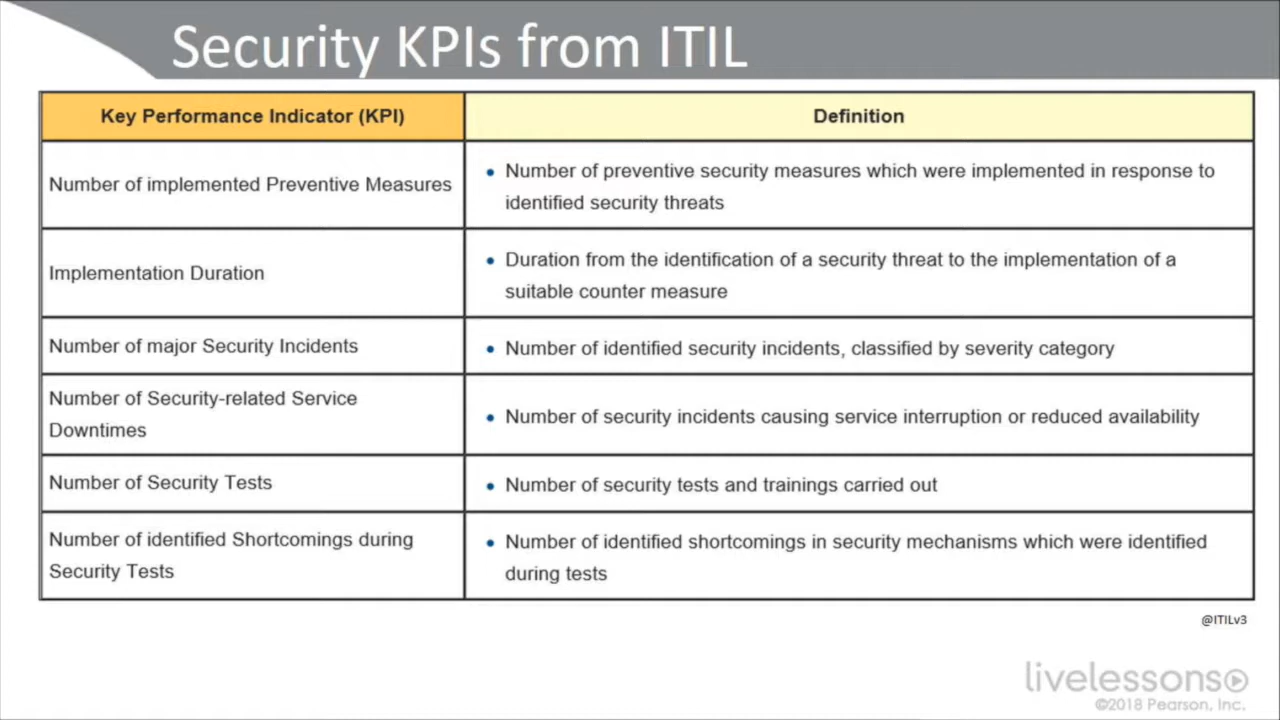 Security KPIs from ITIL
Key Performance Indicator (KPI)
Definition
Number of implemented Preventive Measures
• Number of preventive security measures which were implemented in response to
identified security threats
Implementation Duration
• Duration from the identification of a security threat to the implementation of a
suitable counter measure
Number of major Security Incidents
• Number of identified security incidents, classified by severity category
Number of Security-related Service
Downtimes
• Number of security incidents causing service interruption or reduced availability
Number of Security Tests
• Number of security tests and trainings carried out
Number of identified Shortcomings during
Security Tests
• Number of identified shortcomings in security mechanisms which were identified
during tests
@ITILv3
livelessons
©2018 Pearson, Inc.